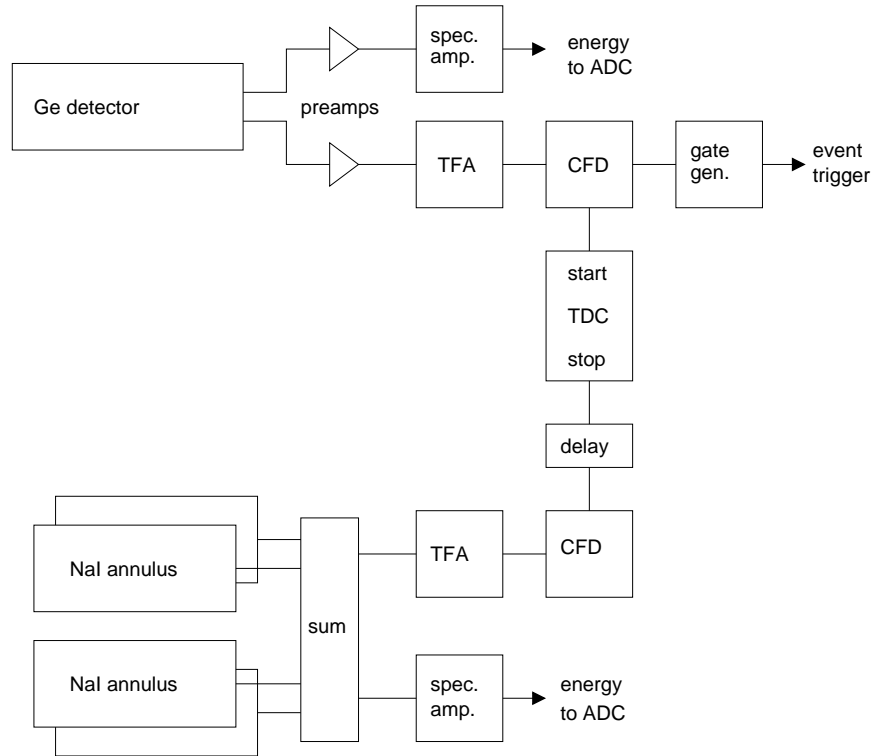 spec.
amp.
energy
to ADC
Ge detector
preamps
TFA
CFD
gate
gen.
event
trigger
start
TDC
stop
delay
NaI annulus
TFA
CFD
sum
NaI annulus
spec.
amp.
energy
to ADC